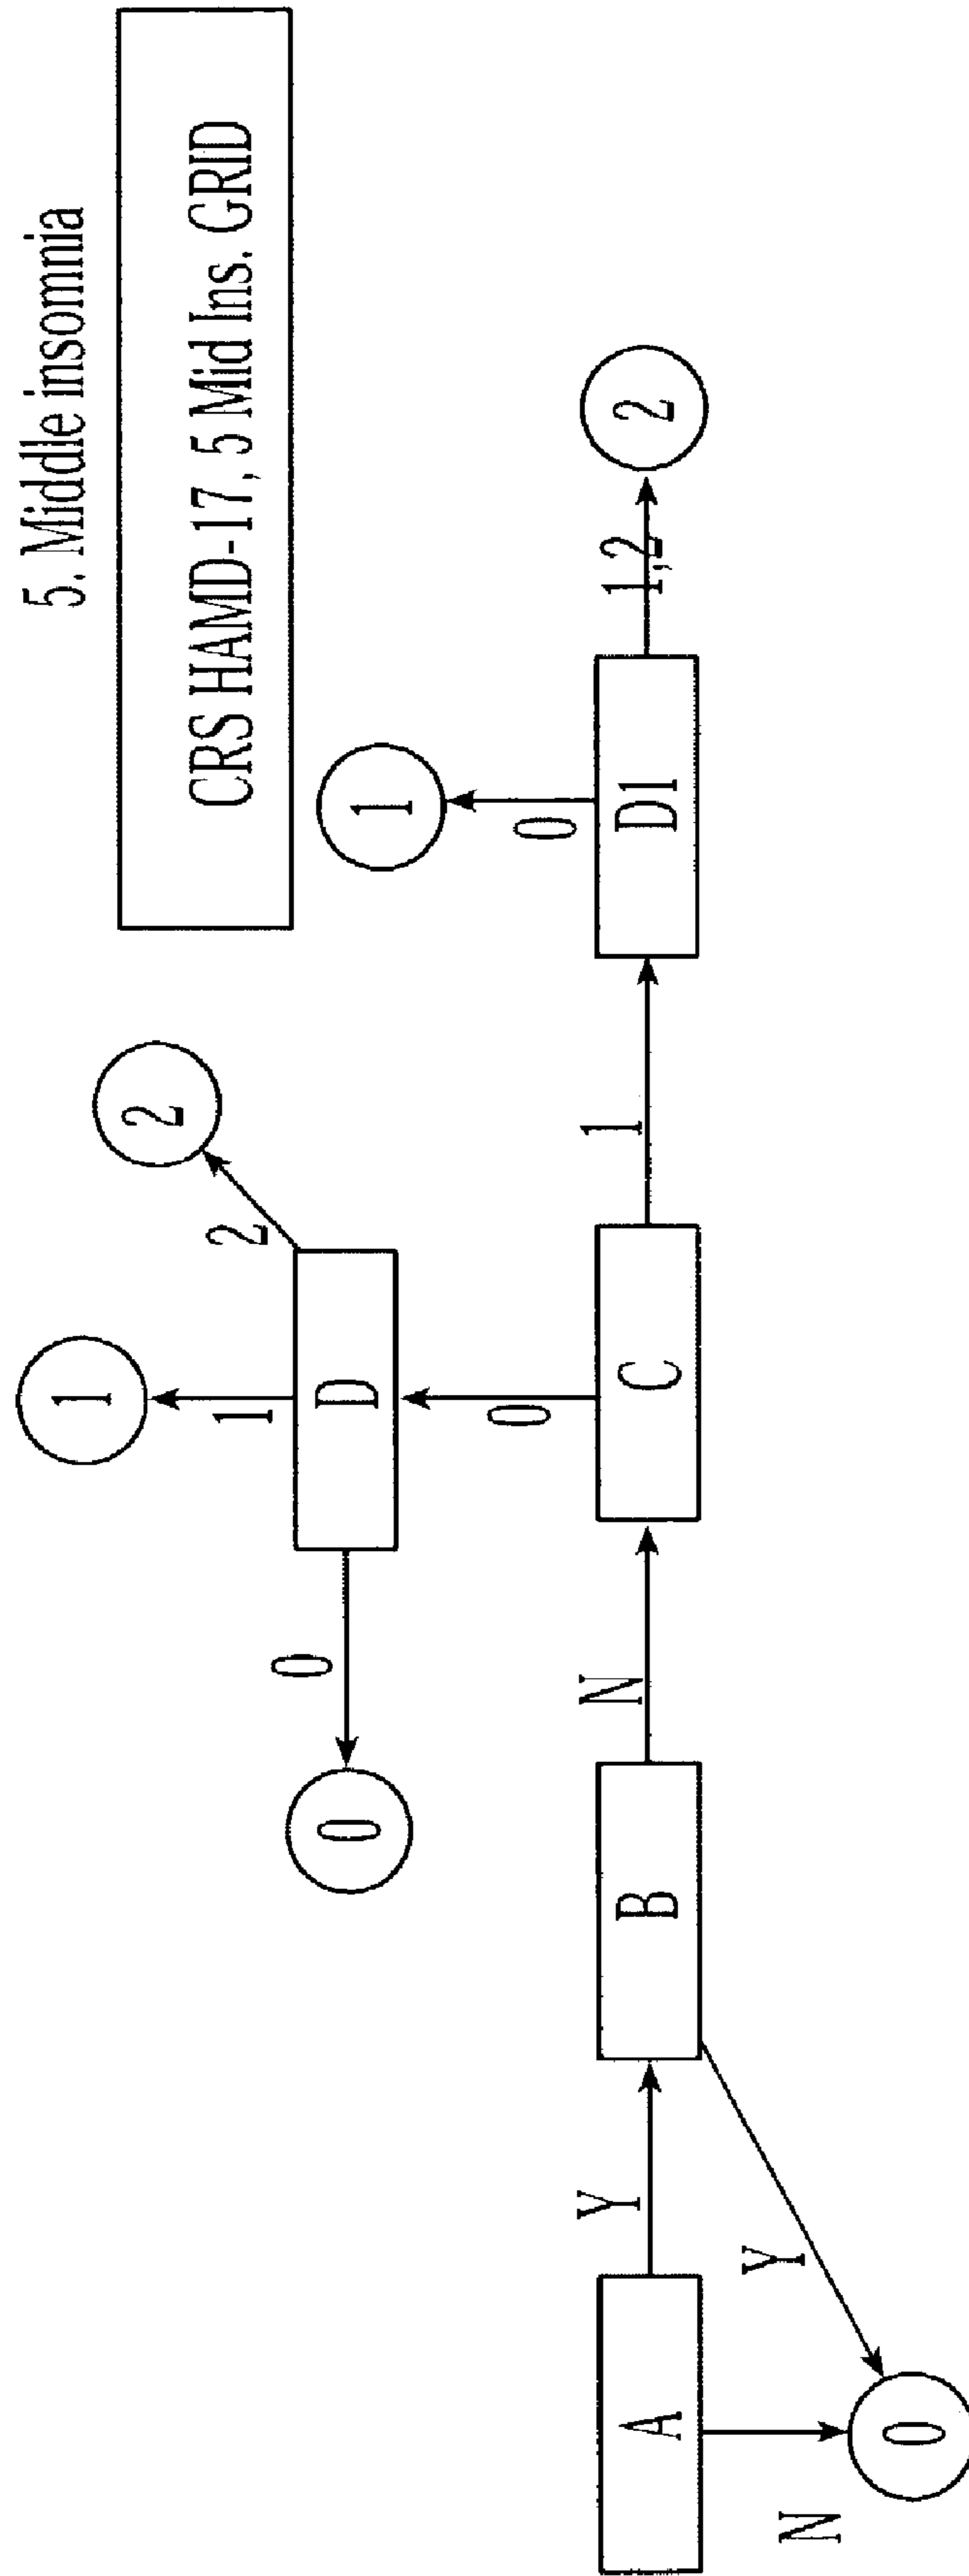 5. Middle insomnia
CRS HAMD-17, 5 Mid Ins. GRID
1
2
1
2
0
0
D
1
0
0
A
Y
B
N
C
1
D1
1,2
2
N
Y
0